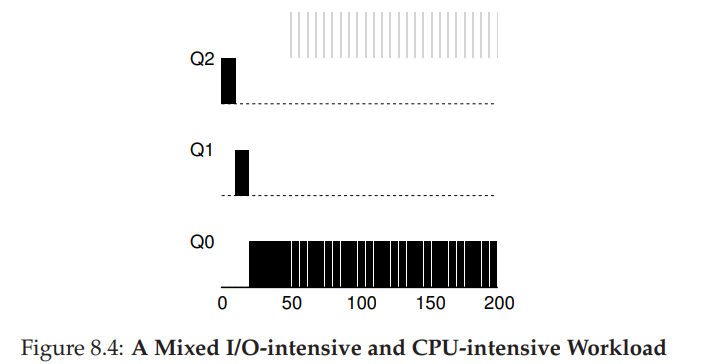 Q2
Q1
Q0
0 50 100 150 200
Figure 8.4: A Mixed I/O-intensive and CPU-intensive Workload